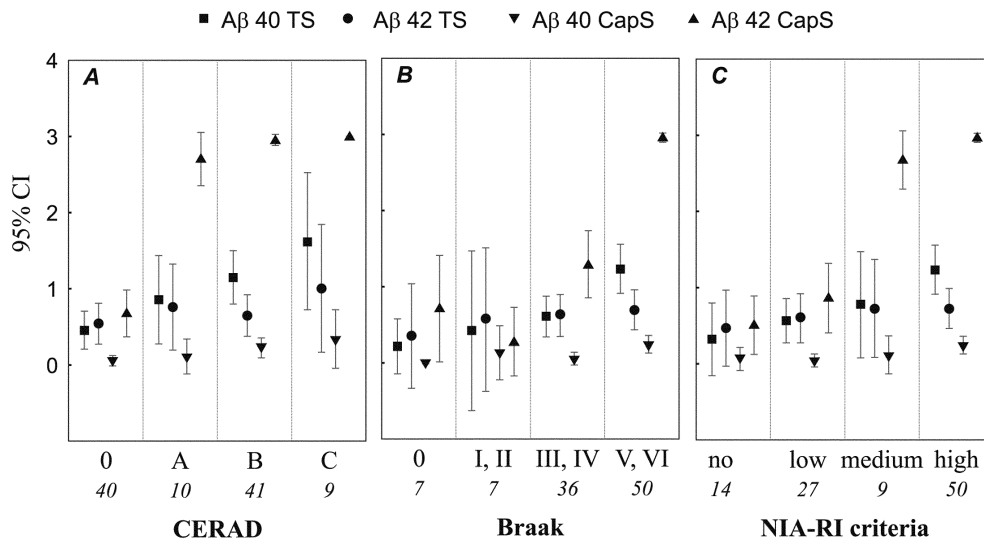 Aβ 40 TS Aβ 42 TS Aβ 40 CapS Aβ 42 CapS
A B C
4
3
2
1
0
95% CI
0 A B C 0 I, II III, IV V, VI no low medium high
40 10 41 9 7 7 36 50 14 27 9 50
CERAD Braak NIA-RI criteria